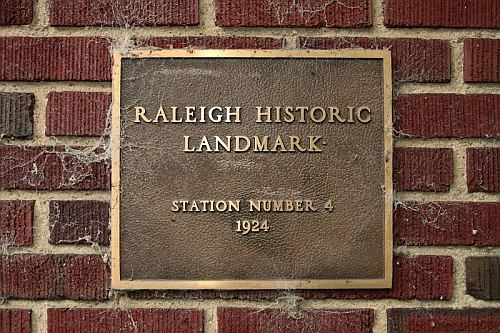 RALEIGH HISTORIC
LANDMARK
STATION NUMBER 4
1924